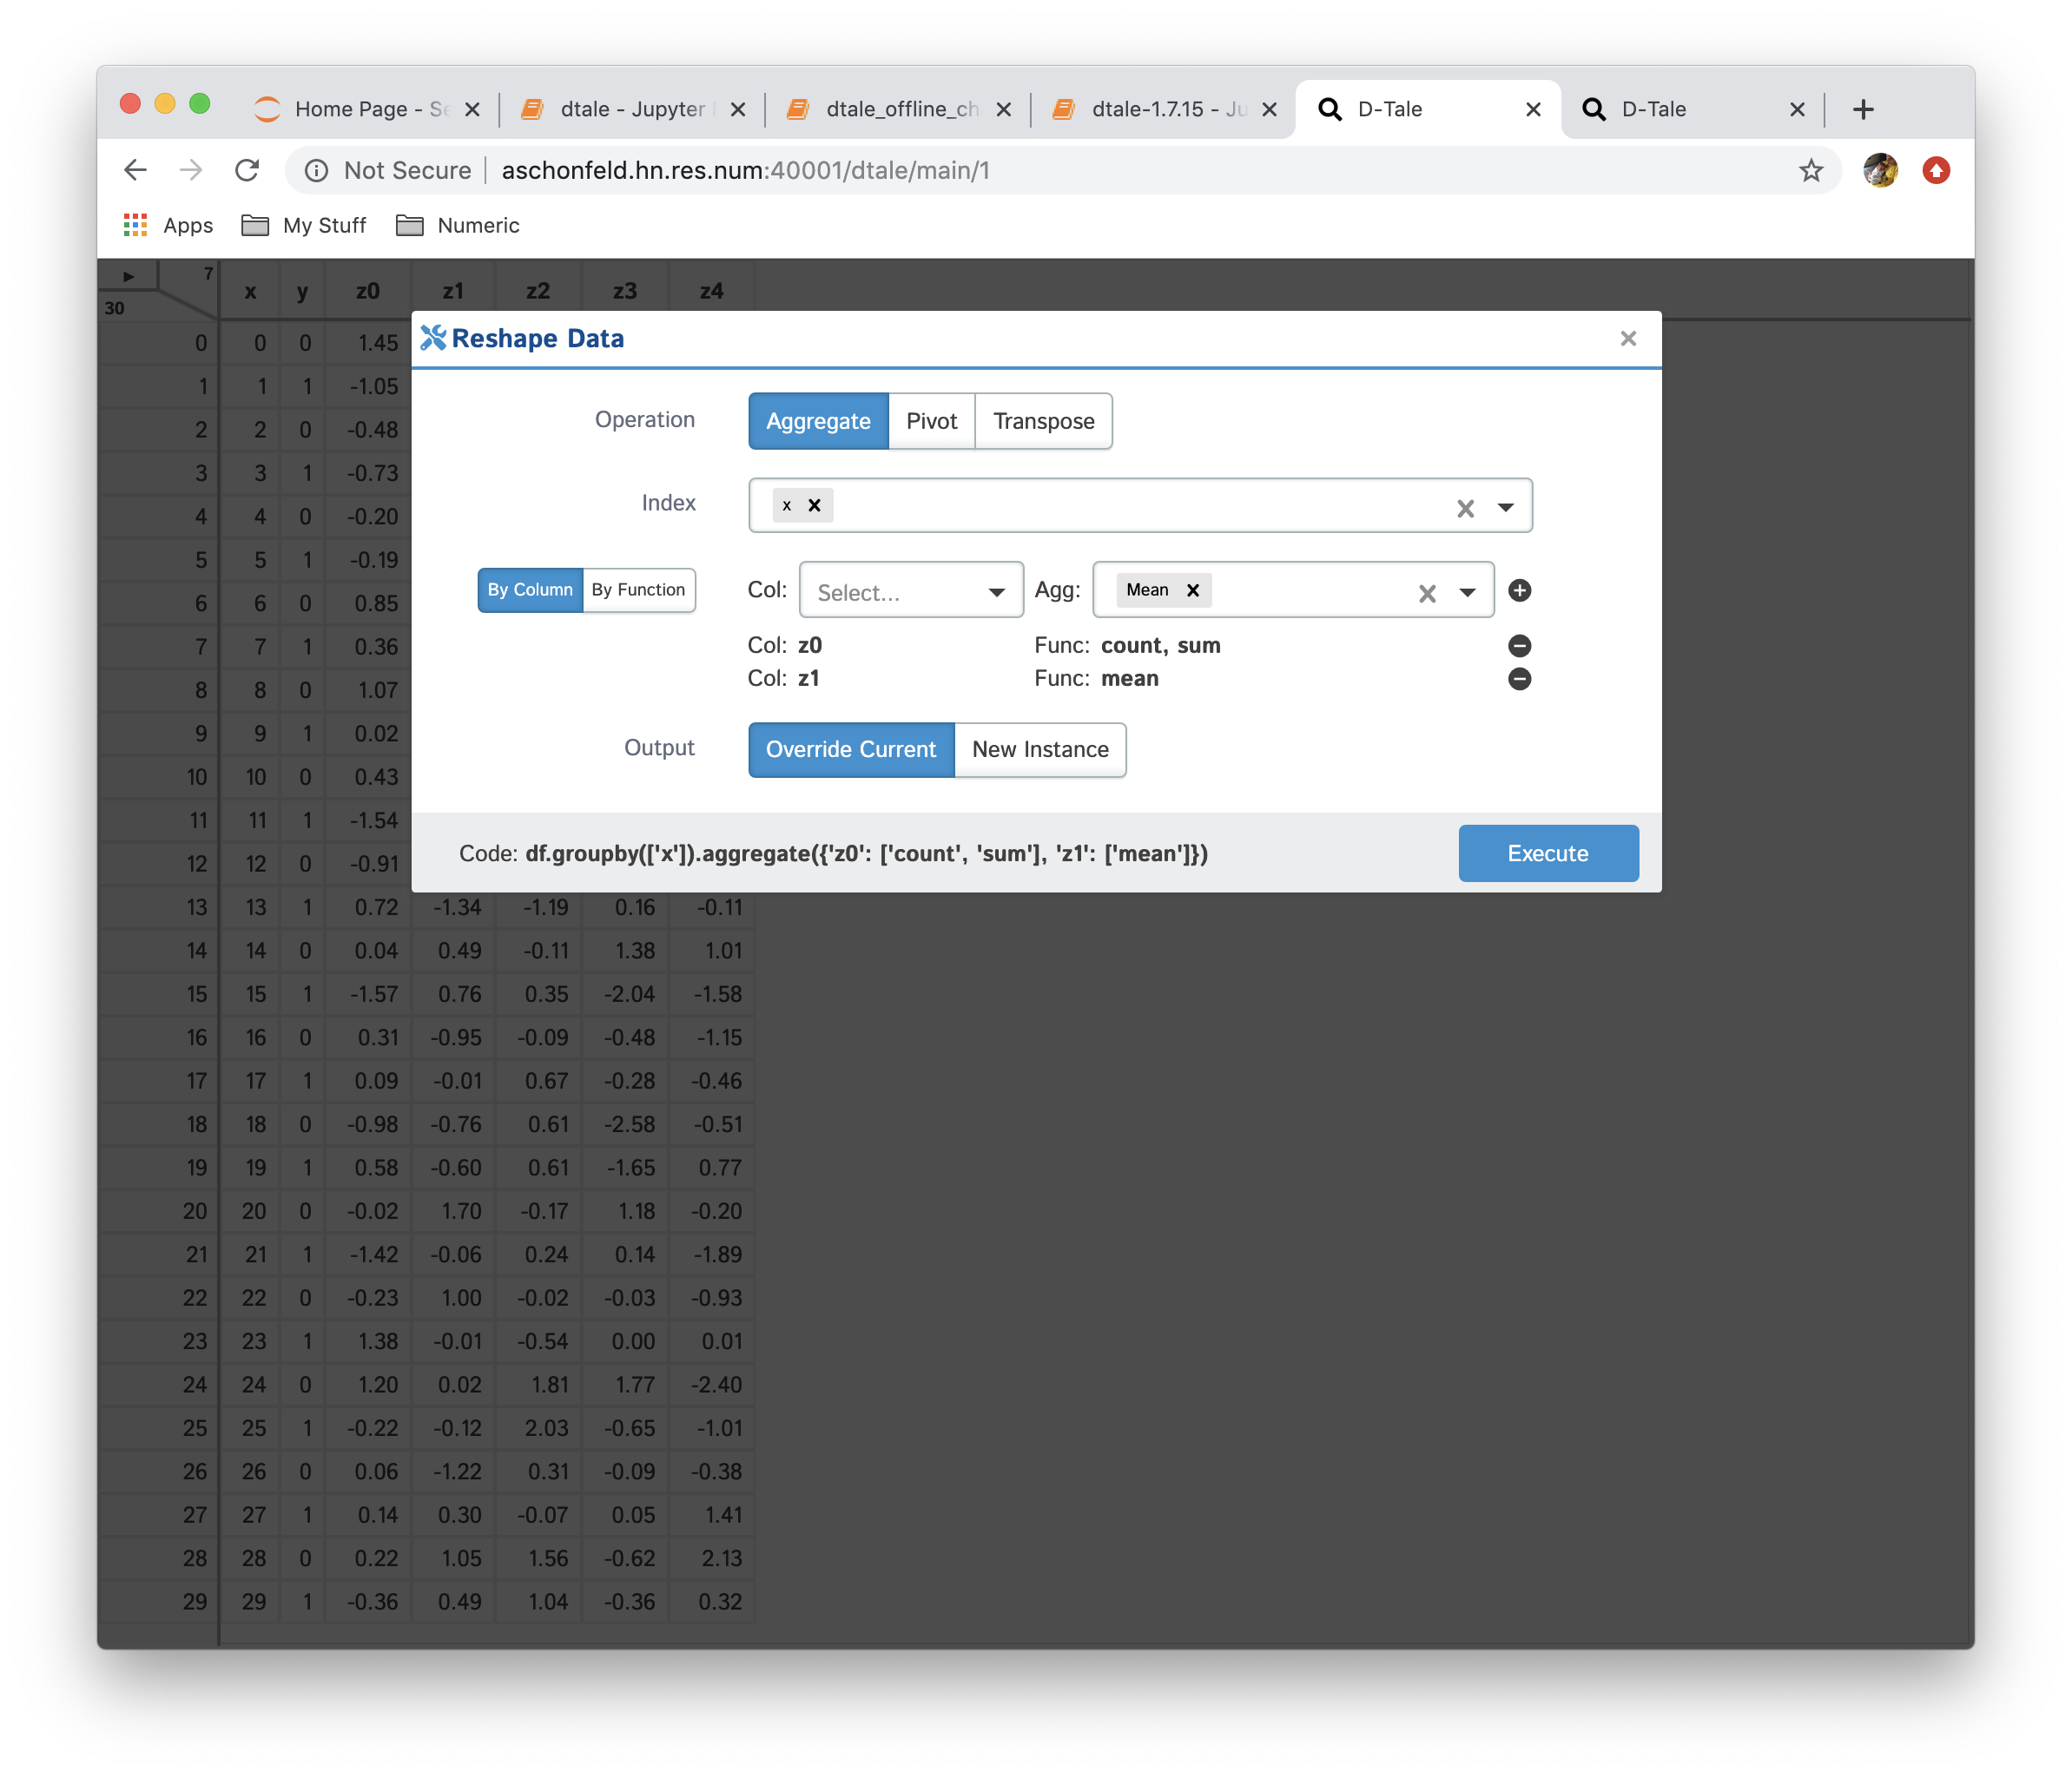 Home Page - Se
dtale - Jupyter
dtale_offline_ch
dtale-1.7.15 - Ju
D-Tale
D-Tale
Not Secure
aschonfeld.hn.res.num:40001/dtale/main/1
Apps
My Stuff
Numeric
7
30
x y z0 z1 z2 z3 z4
Reshape Data
0 0 0 1.45
1 1 1 -1.05
2 2 0 -0.48
3 3 1 -0.73
4 4 0 -0.20
5 5 1 -0.19
6 6 0 0.85
7 7 1 0.36
8 8 0 1.07
9 9 1 0.02
10 10 0 0.43
11 11 1 -1.54
12 12 0 -0.91
Operation Aggregate Pivot Transpose
Index x
By Column By Function Col: Select... Agg: Mean
Col: z0 Func: count, sum
Col: z1 Func: mean
Output Override Current New Instance
Code: df.groupby(['x']).aggregate({'z0': ['count', 'sum'], 'z1': ['mean']})
Execute
13 13 1 0.72 -1.34 -1.19 0.16 -0.11
14 14 0 0.04 0.49 -0.11 1.38 1.01
15 15 1 -1.57 0.76 0.35 -2.04 -1.58
16 16 0 0.31 -0.95 -0.09 -0.48 -1.15
17 17 1 0.09 -0.01 0.67 -0.28 -0.46
18 18 0 -0.98 -0.76 0.61 -2.58 -0.51
19 19 1 0.58 -0.60 0.61 -1.65 0.77
20 20 0 -0.02 1.70 -0.17 1.18 -0.20
21 21 1 -1.42 -0.06 0.24 0.14 -1.89
22 22 0 -0.23 1.00 -0.02 -0.03 -0.93
23 23 1 1.38 -0.01 -0.54 0.00 0.01
24 24 0 1.20 0.02 1.81 1.77 -2.40
25 25 1 -0.22 -0.12 2.03 -0.65 -1.01
26 26 0 0.06 -1.22 0.31 -0.09 -0.38
27 27 1 0.14 0.30 -0.07 0.05 1.41
28 28 0 0.22 1.05 1.56 -0.62 2.13
29 29 1 -0.36 0.49 1.04 -0.36 0.32